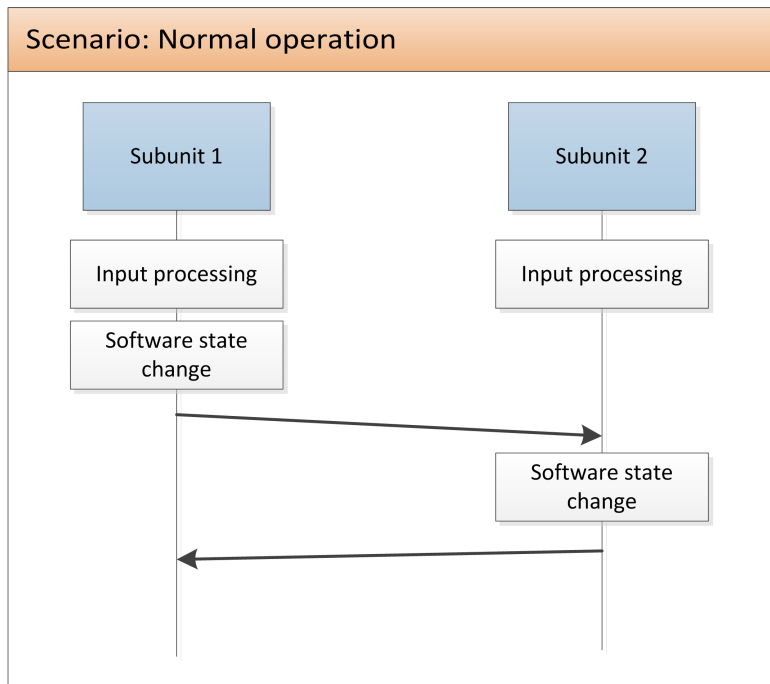 Scenario: Normal operation
Subunit 1
Subunit 2
Input processing
Input processing
Software state
change
Software state
change